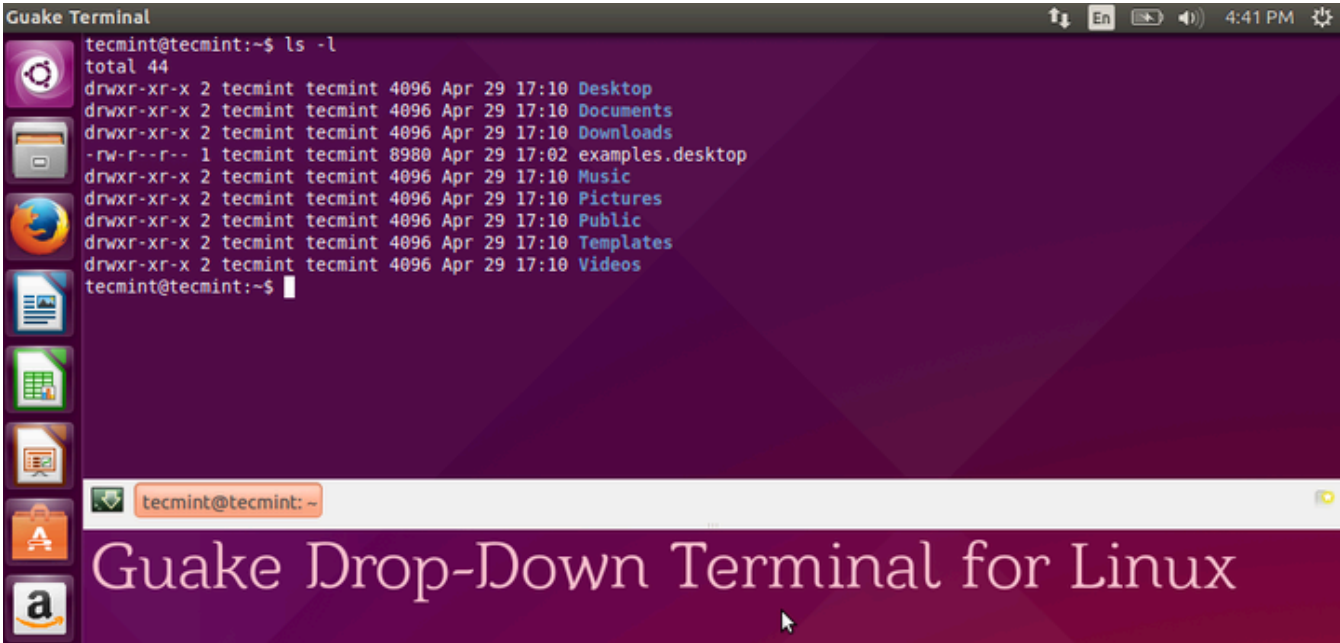 Guake Terminal En 4:41 PM
tecmint@tecmint:~$ ls -l
total 44
drwxr-xr-x 2 tecmint tecmint 4096 Apr 29 17:10 Desktop
drwxr-xr-x 2 tecmint tecmint 4096 Apr 29 17:10 Documents
drwxr-xr-x 2 tecmint tecmint 4096 Apr 29 17:10 Downloads
-rw-r--r-- 1 tecmint tecmint 8980 Apr 29 17:02 examples.desktop
drwxr-xr-x 2 tecmint tecmint 4096 Apr 29 17:10 Music
drwxr-xr-x 2 tecmint tecmint 4096 Apr 29 17:10 Pictures
drwxr-xr-x 2 tecmint tecmint 4096 Apr 29 17:10 Public
drwxr-xr-x 2 tecmint tecmint 4096 Apr 29 17:10 Templates
drwxr-xr-x 2 tecmint tecmint 4096 Apr 29 17:10 Videos
tecmint@tecmint:~$
tecmint@tecmint: ~
Guake Drop-Down Terminal for Linux
a